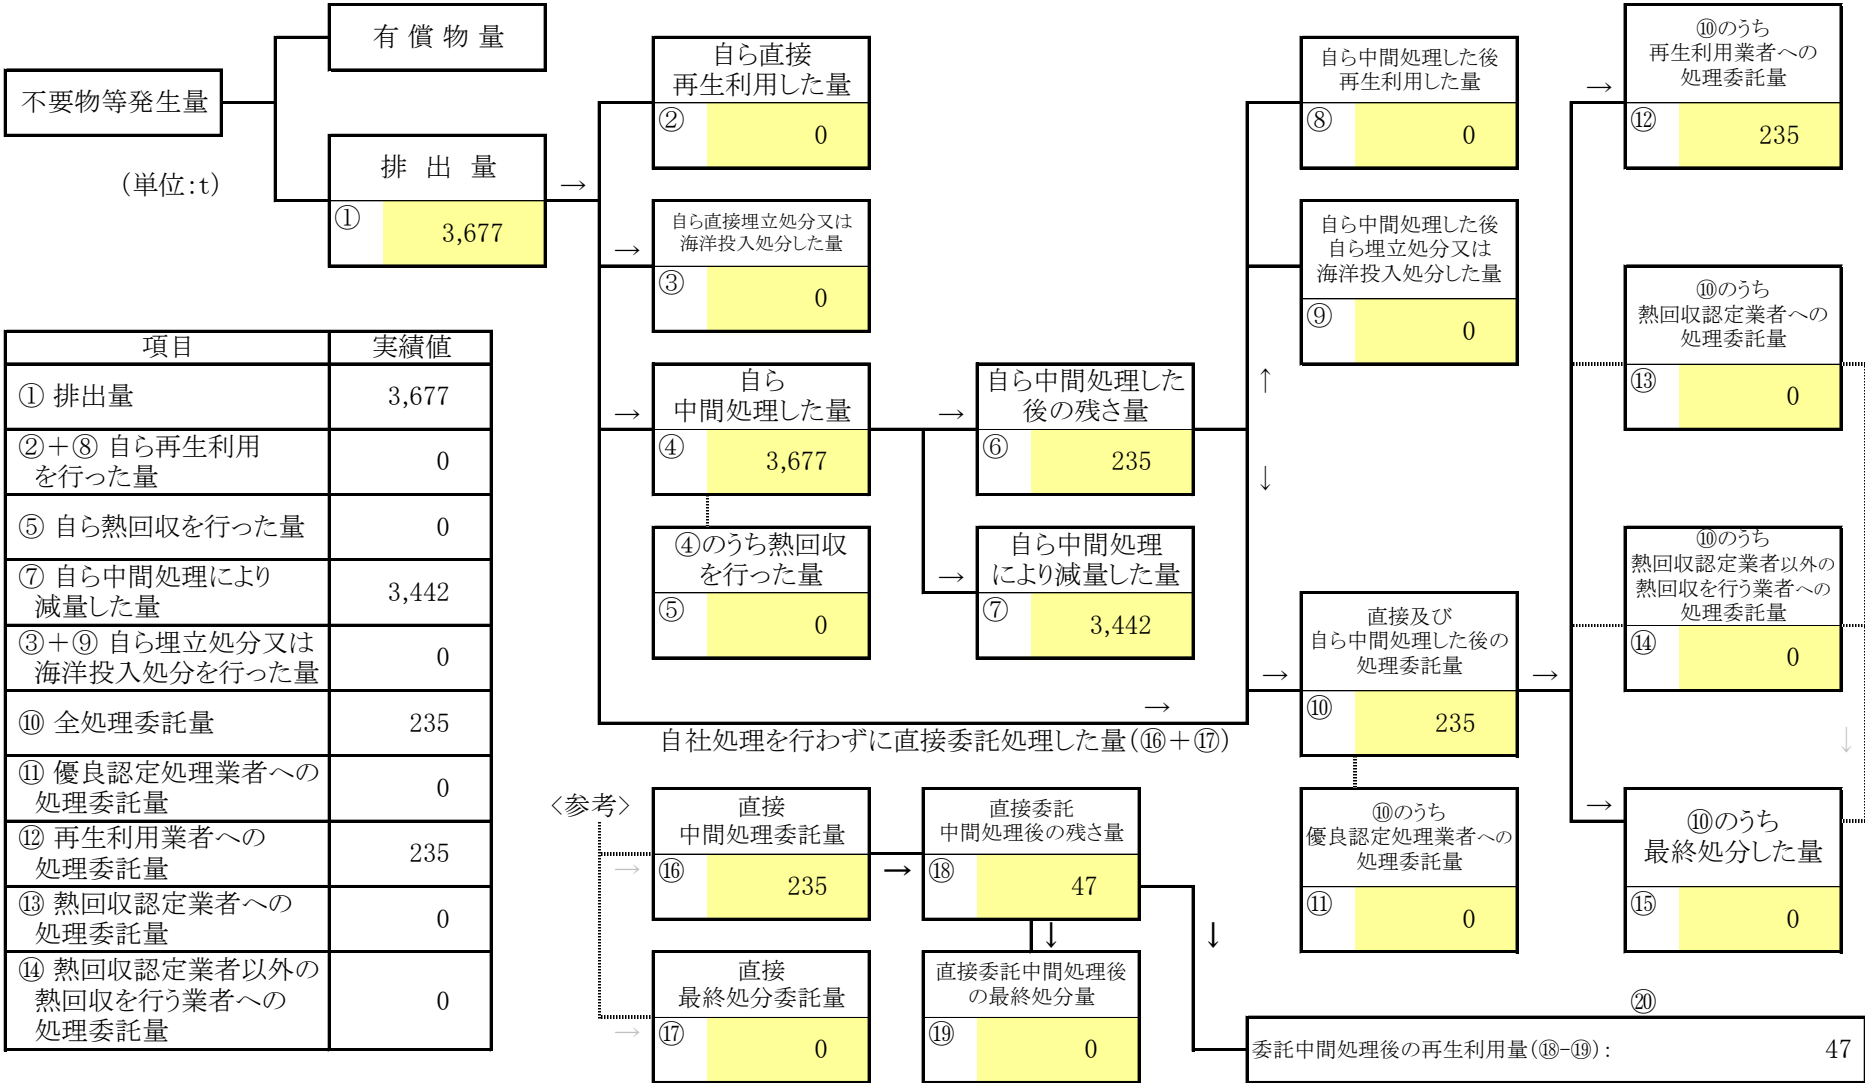 不要物等発生量
有 償 物 量
(単位:t)
排 出 量
①
3,677
→
自ら直接
再生利用した量
②
0
→
自ら直接埋立処分又は
海洋投入処分した量
③
0
→
自ら
中間処理した量
④
3,677
④のうち熱回収
を行った量
⑤
0
→
自ら中間処理した
後の残さ量
⑥
235
→
自ら中間処理
により減量した量
⑦
3,442
↑
↓
自ら中間処理した後
再生利用した量
⑧
0
自ら中間処理した後
自ら埋立処分又は
海洋投入処分した量
⑨
0
→
自社処理を行わずに直接委託処理した量(⑯+⑰)
→
直接及び
自ら中間処理した後の
処理委託量
⑩
235
→
⑩のうち
優良認定処理業者への
処理委託量
⑪
0
→
⑩のうち
再生利用業者への
処理委託量
⑫
235
⑩のうち
熱回収認定業者への
処理委託量
⑬
0
⑩のうち
熱回収認定業者以外の
熱回収を行う業者への
処理委託量
⑭
0
↓
→
⑩のうち
最終処分した量
⑮
0
項目 実績値
① 排出量 3,677
②+⑧ 自ら再生利用
を行った量 0
⑤ 自ら熱回収を行った量 0
⑦ 自ら中間処理により
減量した量 3,442
③+⑨ 自ら埋立処分又は
海洋投入処分を行った量 0
⑩ 全処理委託量 235
⑪ 優良認定処理業者への
処理委託量 0
⑫ 再生利用業者への
処理委託量 235
⑬ 熱回収認定業者への
処理委託量 0
⑭ 熱回収認定業者以外の
熱回収を行う業者への
処理委託量 0
<参考>
→
直接
中間処理委託量
⑯
235
→
直接委託
中間処理後の残さ量
⑱
47
↓
↓
→
直接
最終処分委託量
⑰
0
直接委託中間処理後
の最終処分量
⑲
0
⑳
委託中間処理後の再生利用量(⑱-⑲): 47